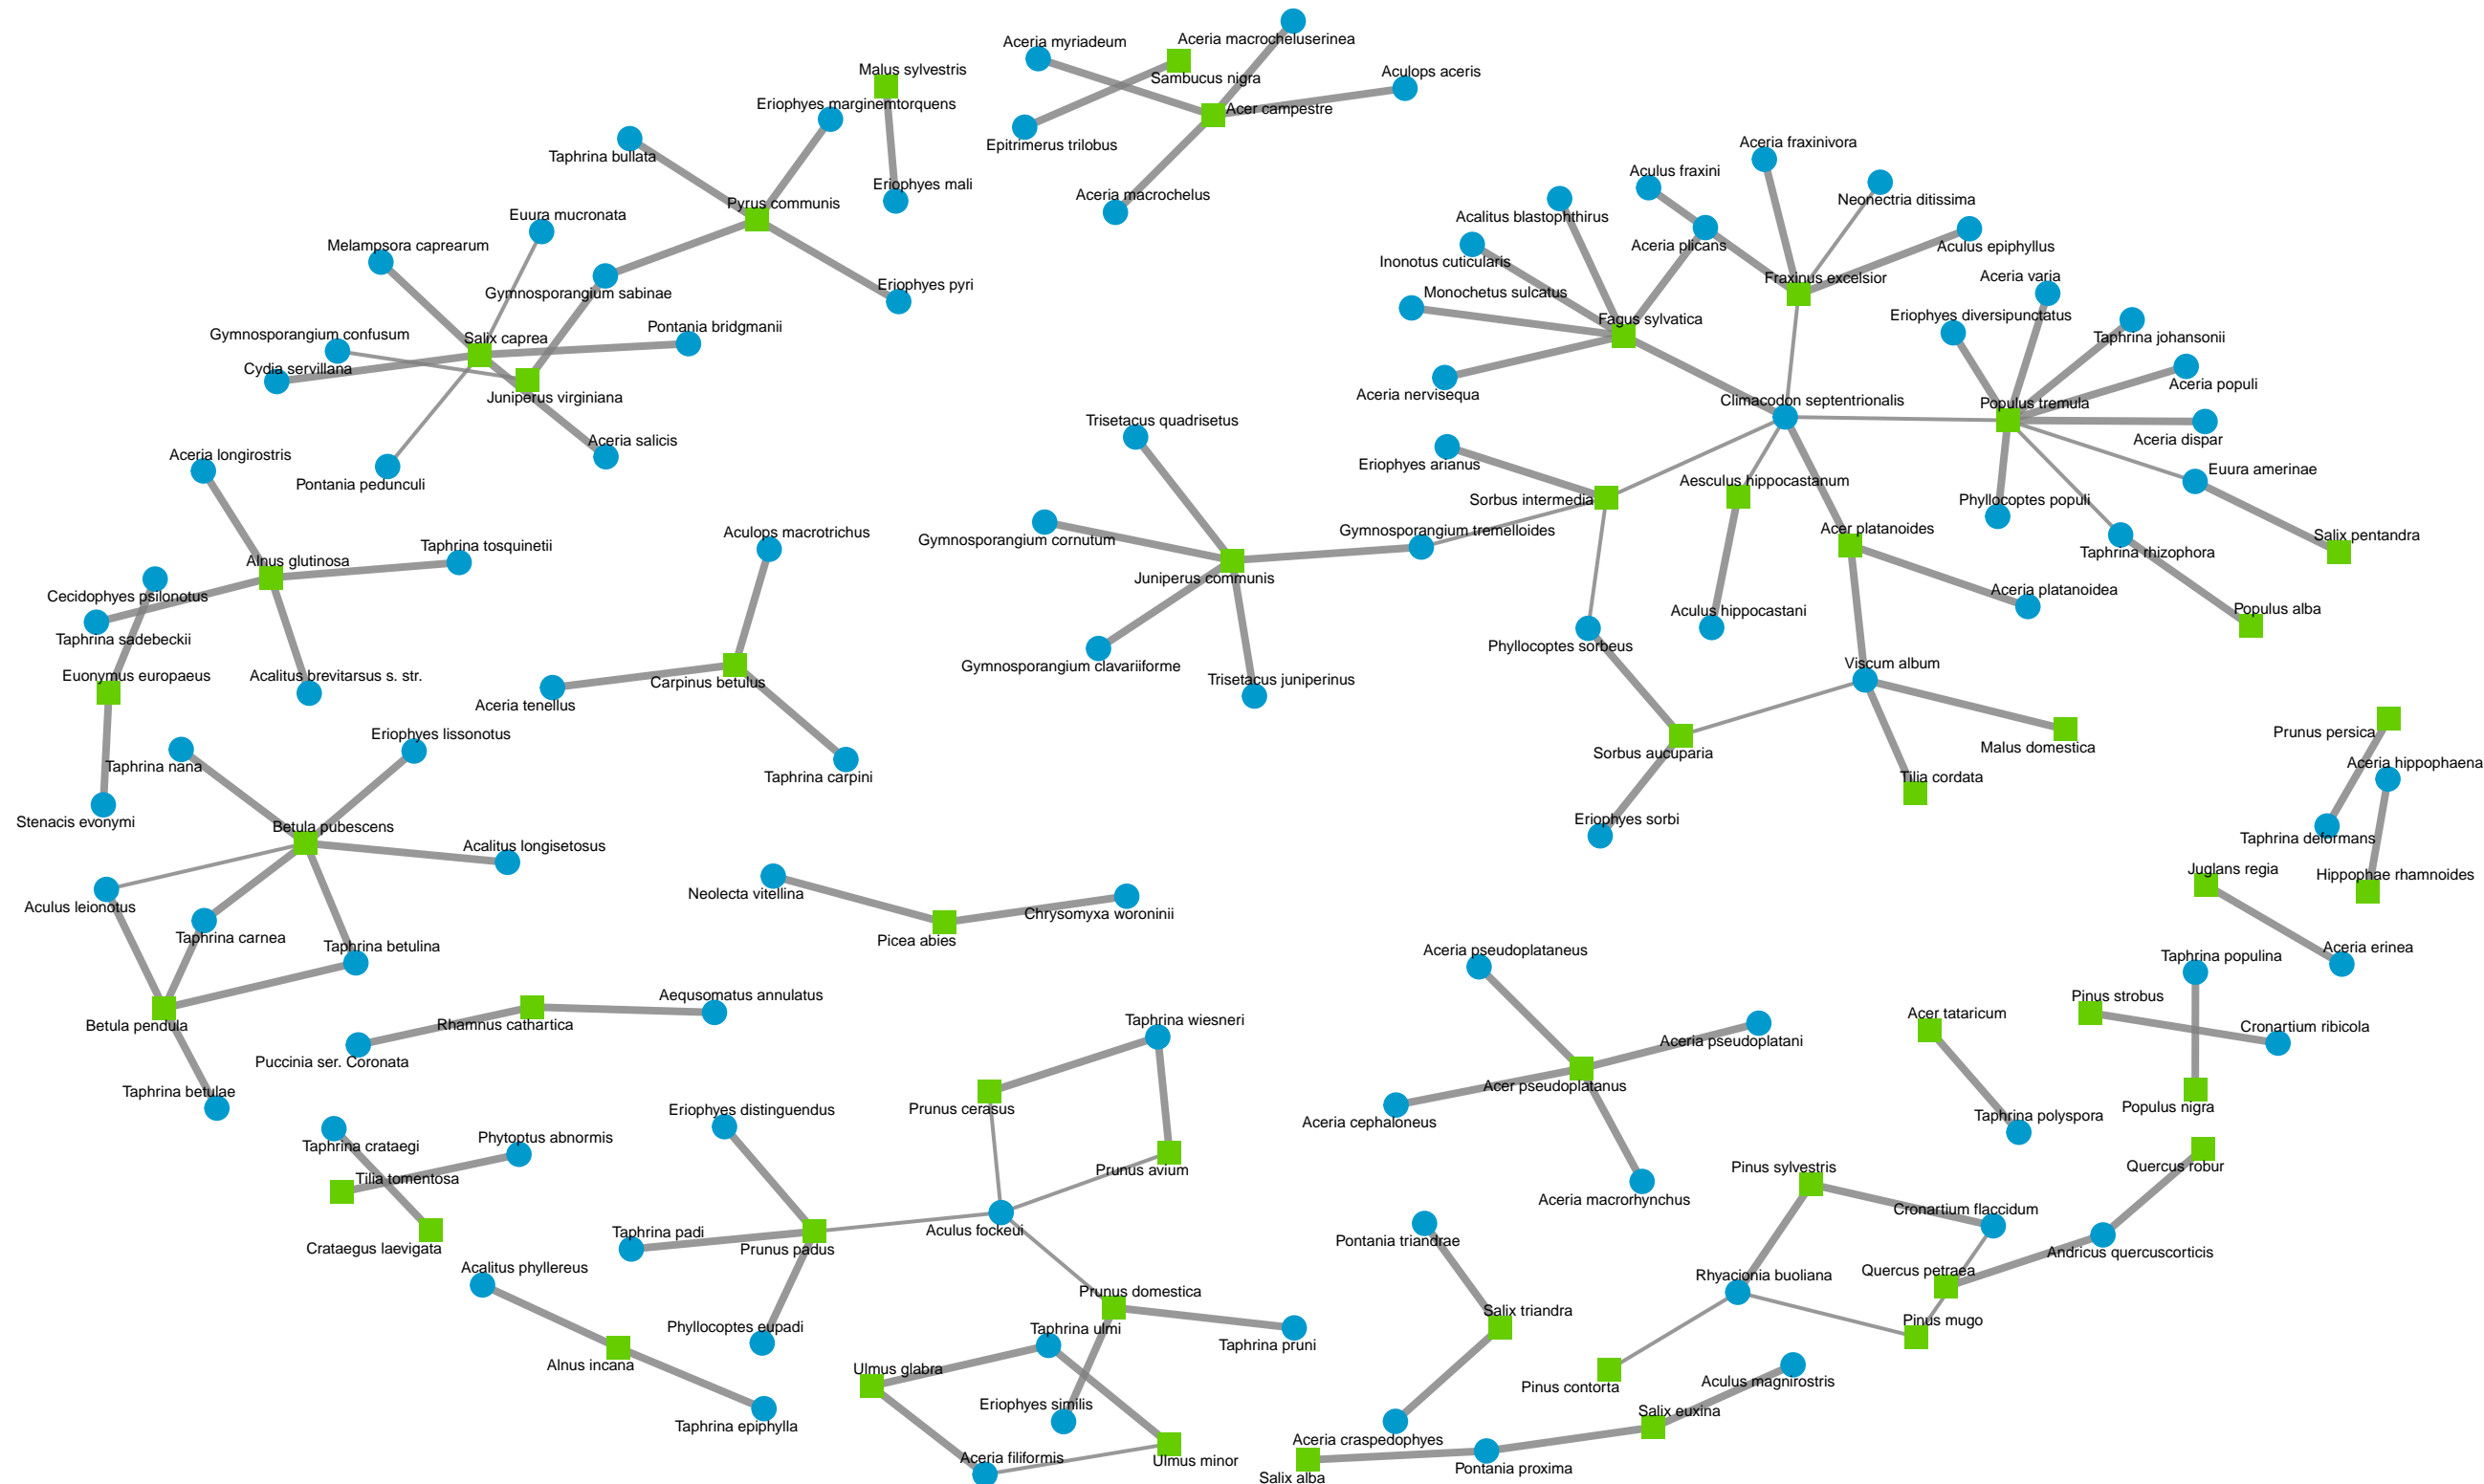 Aceria macrocheluserinea
Aceria myriadeum
Malus sylvestris
Sambucus nigra
Aculops aceris
Eriophyes marginemtorquens
Acer campestre
Epitrimerus trilobus
Taphrina bullata
Aceria fraxinivora
Aculus fraxini
Eriophyes mali
Aceria macrochelus
Neonectria ditissima
Pyrus communis
Euura mucronata
Acalitus blastophthirus
Melampsora caprearum
Aceria plicans
Aculus epiphyllus
Inonotus cuticularis
Fraxinus excelsior
Aceria varia
Gymnosporangium sabinae
Eriophyes pyri
Monochetus sulcatus
Eriophyes diversipunctatus
Fagus sylvatica
Pontania bridgmanii
Gymnosporangium confusum
Salix caprea
Taphrina johansonii
Cydia servillana
Aceria populi
Aceria nervisequa
Juniperus virginiana
Climacodon septentrionalis
Populus tremula
Trisetacus quadrisetus
Aceria salicis
Aceria dispar
Aceria longirostris
Eriophyes arianus
Euura amerinae
Pontania pedunculi
Aesculus hippocastanum
Sorbus intermedia
Phyllocoptes populi
Acer platanoides
Aculops macrotrichus
Gymnosporangium cornutum
Gymnosporangium tremelloides
Salix pentandra
Taphrina tosquinetii
Alnus glutinosa
Taphrina rhizophora
Juniperus communis
Cecidophyes psilonotus
Aceria platanoidea
Aculus hippocastani
Populus alba
Taphrina sadebeckii
Phyllocoptes sorbeus
Gymnosporangium clavariiforme
Viscum album
Euonymus europaeus
Acalitus brevitarsus s. str.
Carpinus betulus
Trisetacus juniperinus
Aceria tenellus
Eriophyes lissonotus
Prunus persica
Malus domestica
Sorbus aucuparia
Taphrina nana
Aceria hippophaena
Taphrina carpini
Tilia cordata
Stenacis evonymi
Eriophyes sorbi
Betula pubescens
Taphrina deformans
Acalitus longisetosus
Juglans regia
Hippophae rhamnoides
Neolecta vitellina
Aculus leionotus
Chrysomyxa woroninii
Taphrina carnea
Picea abies
Taphrina betulina
Aceria erinea
Aceria pseudoplataneus
Taphrina populina
Aequsomatus annulatus
Pinus strobus
Acer tataricum
Taphrina wiesneri
Betula pendula
Rhamnus cathartica
Cronartium ribicola
Aceria pseudoplatani
Puccinia ser. Coronata
Acer pseudoplatanus
Taphrina betulae
Prunus cerasus
Populus nigra
Eriophyes distinguendus
Taphrina polyspora
Aceria cephaloneus
Phytoptus abnormis
Taphrina crataegi
Quercus robur
Pinus sylvestris
Prunus avium
Tilia tomentosa
Aceria macrorhynchus
Cronartium flaccidum
Aculus fockeui
Taphrina padi
Pontania triandrae
Crataegus laevigata
Prunus padus
Andricus quercuscorticis
Acalitus phyllereus
Quercus petraea
Rhyacionia buoliana
Prunus domestica
Salix triandra
Pinus mugo
Phyllocoptes eupadi
Taphrina ulmi
Taphrina pruni
Alnus incana
Ulmus glabra
Aculus magnirostris
Pinus contorta
Eriophyes similis
Salix euxina
Taphrina epiphylla
Aceria craspedophyes
Aceria filiformis
Ulmus minor
Pontania proxima
Salix alba